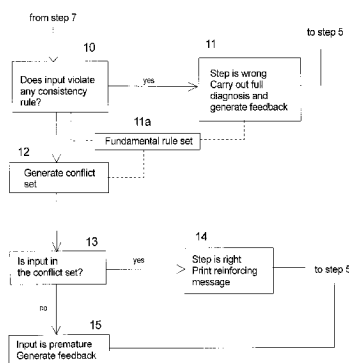 from step 7
to step 5
10
11
Does input violate
any consistency
rule?
yes
Step is wrong
Carry out full
diagnosis and
generate feedback
11a
Fundamental rule set
12
Generate conflict
set
13
14
Is input in
the conflict set?
yes
Step is right
Print reinforcing
message
to step 5
no
15
Input is premature
Generate feedback